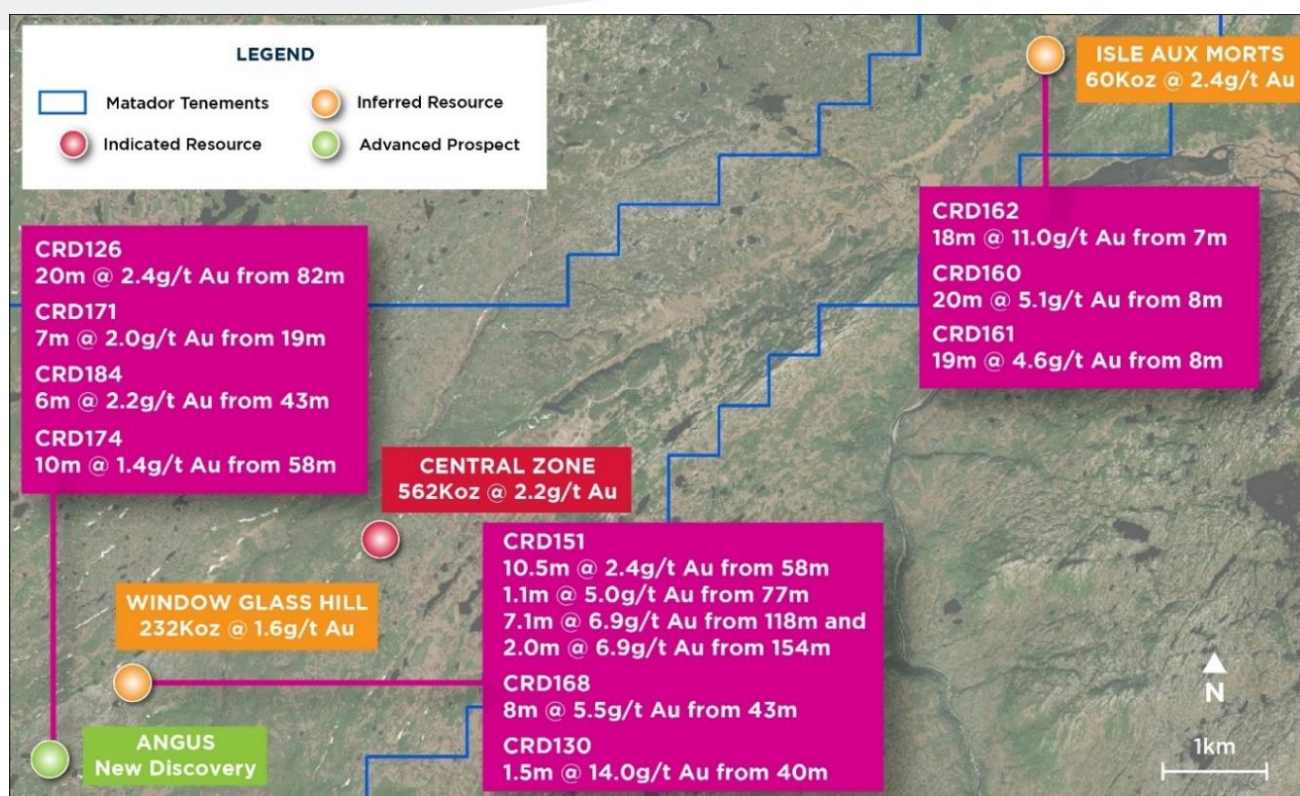 LEGEND
Matador Tenements
Inferred Resource
Indicated Resource
Advanced Prospect
ISLE AUX MORTS
60Koz @ 2.4g/t Au
CRD162
18m @ 11.0g/t Au from 7m
CRD160
20m @ 5.1g/t Au from 8m
CRD161
19m @ 4.6g/t Au from 8m
CRD126
20m @ 2.4g/t Au from 82m
CRD171
7m @ 2.0g/t Au from 19m
CRD184
6m @ 2.2g/t Au from 43m
CRD174
10m @ 1.4g/t Au from 58m
CENTRAL ZONE
562Koz @ 2.2g/t Au
WINDOW GLASS HILL
232Koz @ 1.6g/t Au
CRD151
10.5m @ 2.4g/t Au from 58m
1.1m @ 5.0g/t Au from 77m
7.1m @ 6.9g/t Au from 118m and
2.0m @ 6.9g/t Au from 154m
CRD168
8m @ 5.5g/t Au from 43m
CRD130
1.5m @ 14.0g/t Au from 40m
ANGUS
New Discovery
N
1km